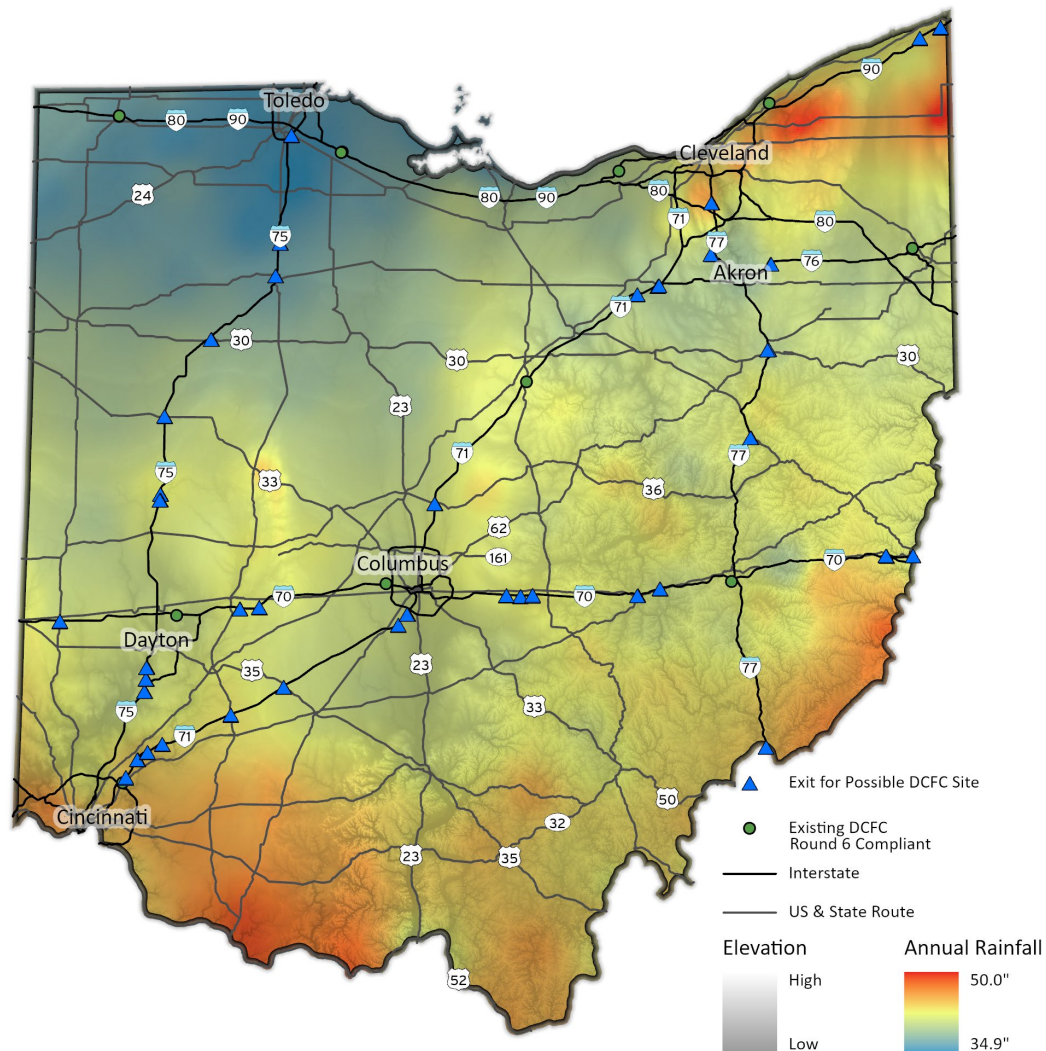 90
Toledo
80
90
Cleveland
24
80
90
80
71
80
75
77
76
Akron
71
30
30
30
23
71
77
75
33
36
62
161
Columbus
70
70
70
Dayton
35
23
77
75
33
71
50
Cincinnati
32
23
35
52
Exit for Possible DCFC Site
Existing DCFC
Round 6 Compliant
Interstate
US & State Route
Elevation
High
Low
Annual Rainfall
50.0"
34.9"